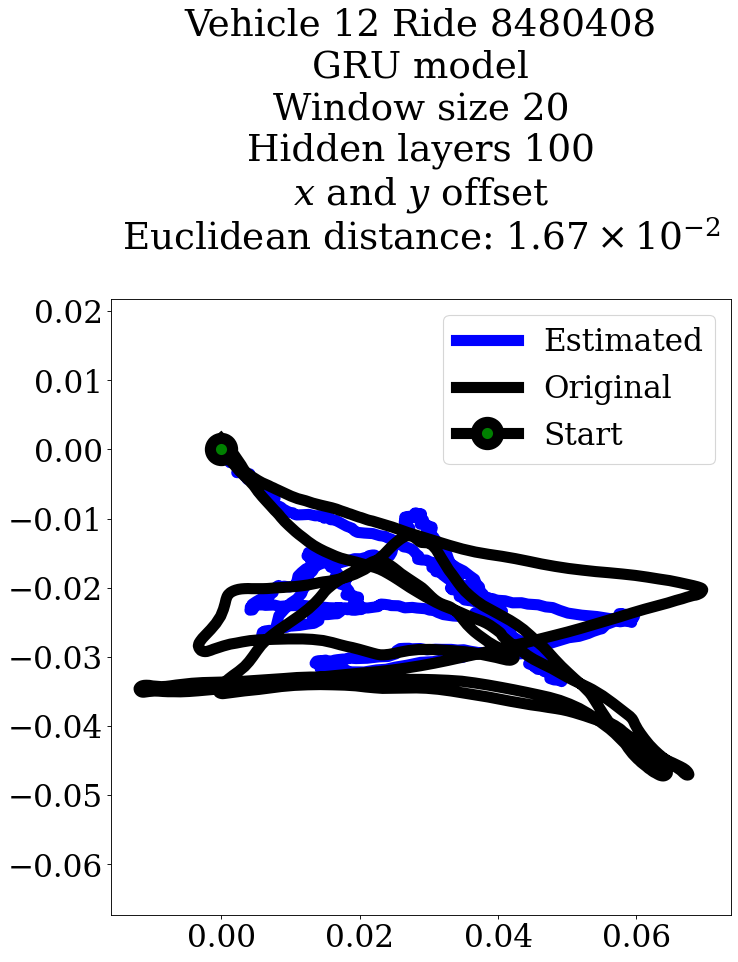 Vehicle 12 Ride 8480408
GRU model
Window size 20
Hidden layers 100
x and y offset
Euclidean distance: 1.67 × 10⁻²
0.02
0.01
0.00
−0.01
−0.02
−0.03
−0.04
−0.05
−0.06
Estimated
Original
Start
0.00 0.02 0.04 0.06